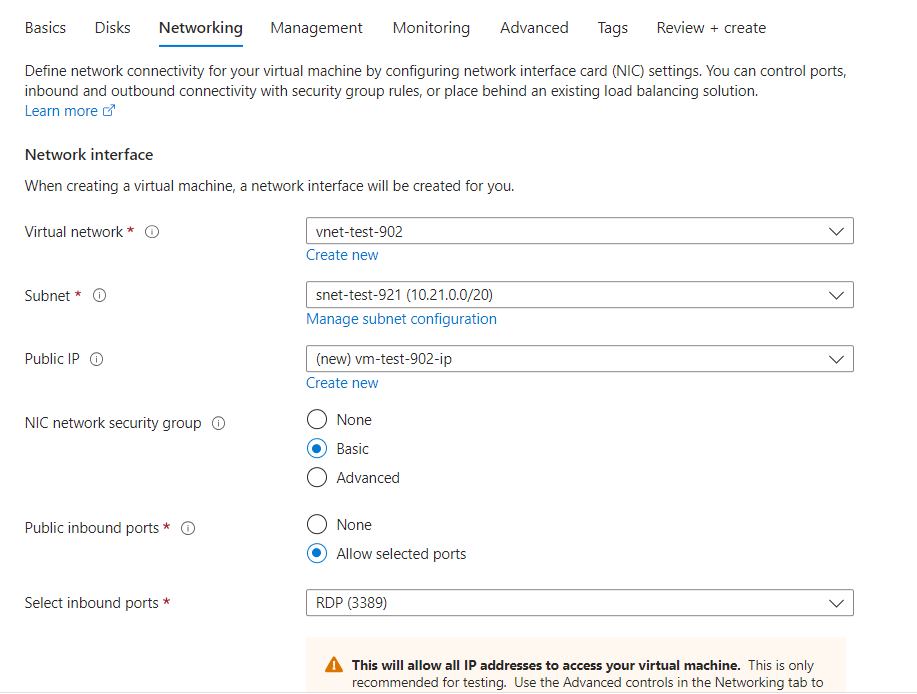 Basics Disks Networking Management Monitoring Advanced Tags Review + create
Define network connectivity for your virtual machine by configuring network interface card (NIC) settings. You can control ports,
inbound and outbound connectivity with security group rules, or place behind an existing load balancing solution.
Learn more
Network interface
When creating a virtual machine, a network interface will be created for you.
Virtual network *
vnet-test-902
Create new
Subnet *
snet-test-921 (10.21.0.0/20)
Manage subnet configuration
Public IP
(new) vm-test-902-ip
Create new
NIC network security group
None
Basic
Advanced
Public inbound ports *
None
Allow selected ports
Select inbound ports *
RDP (3389)
This will allow all IP addresses to access your virtual machine. This is only
recommended for testing. Use the Advanced controls in the Networking tab to